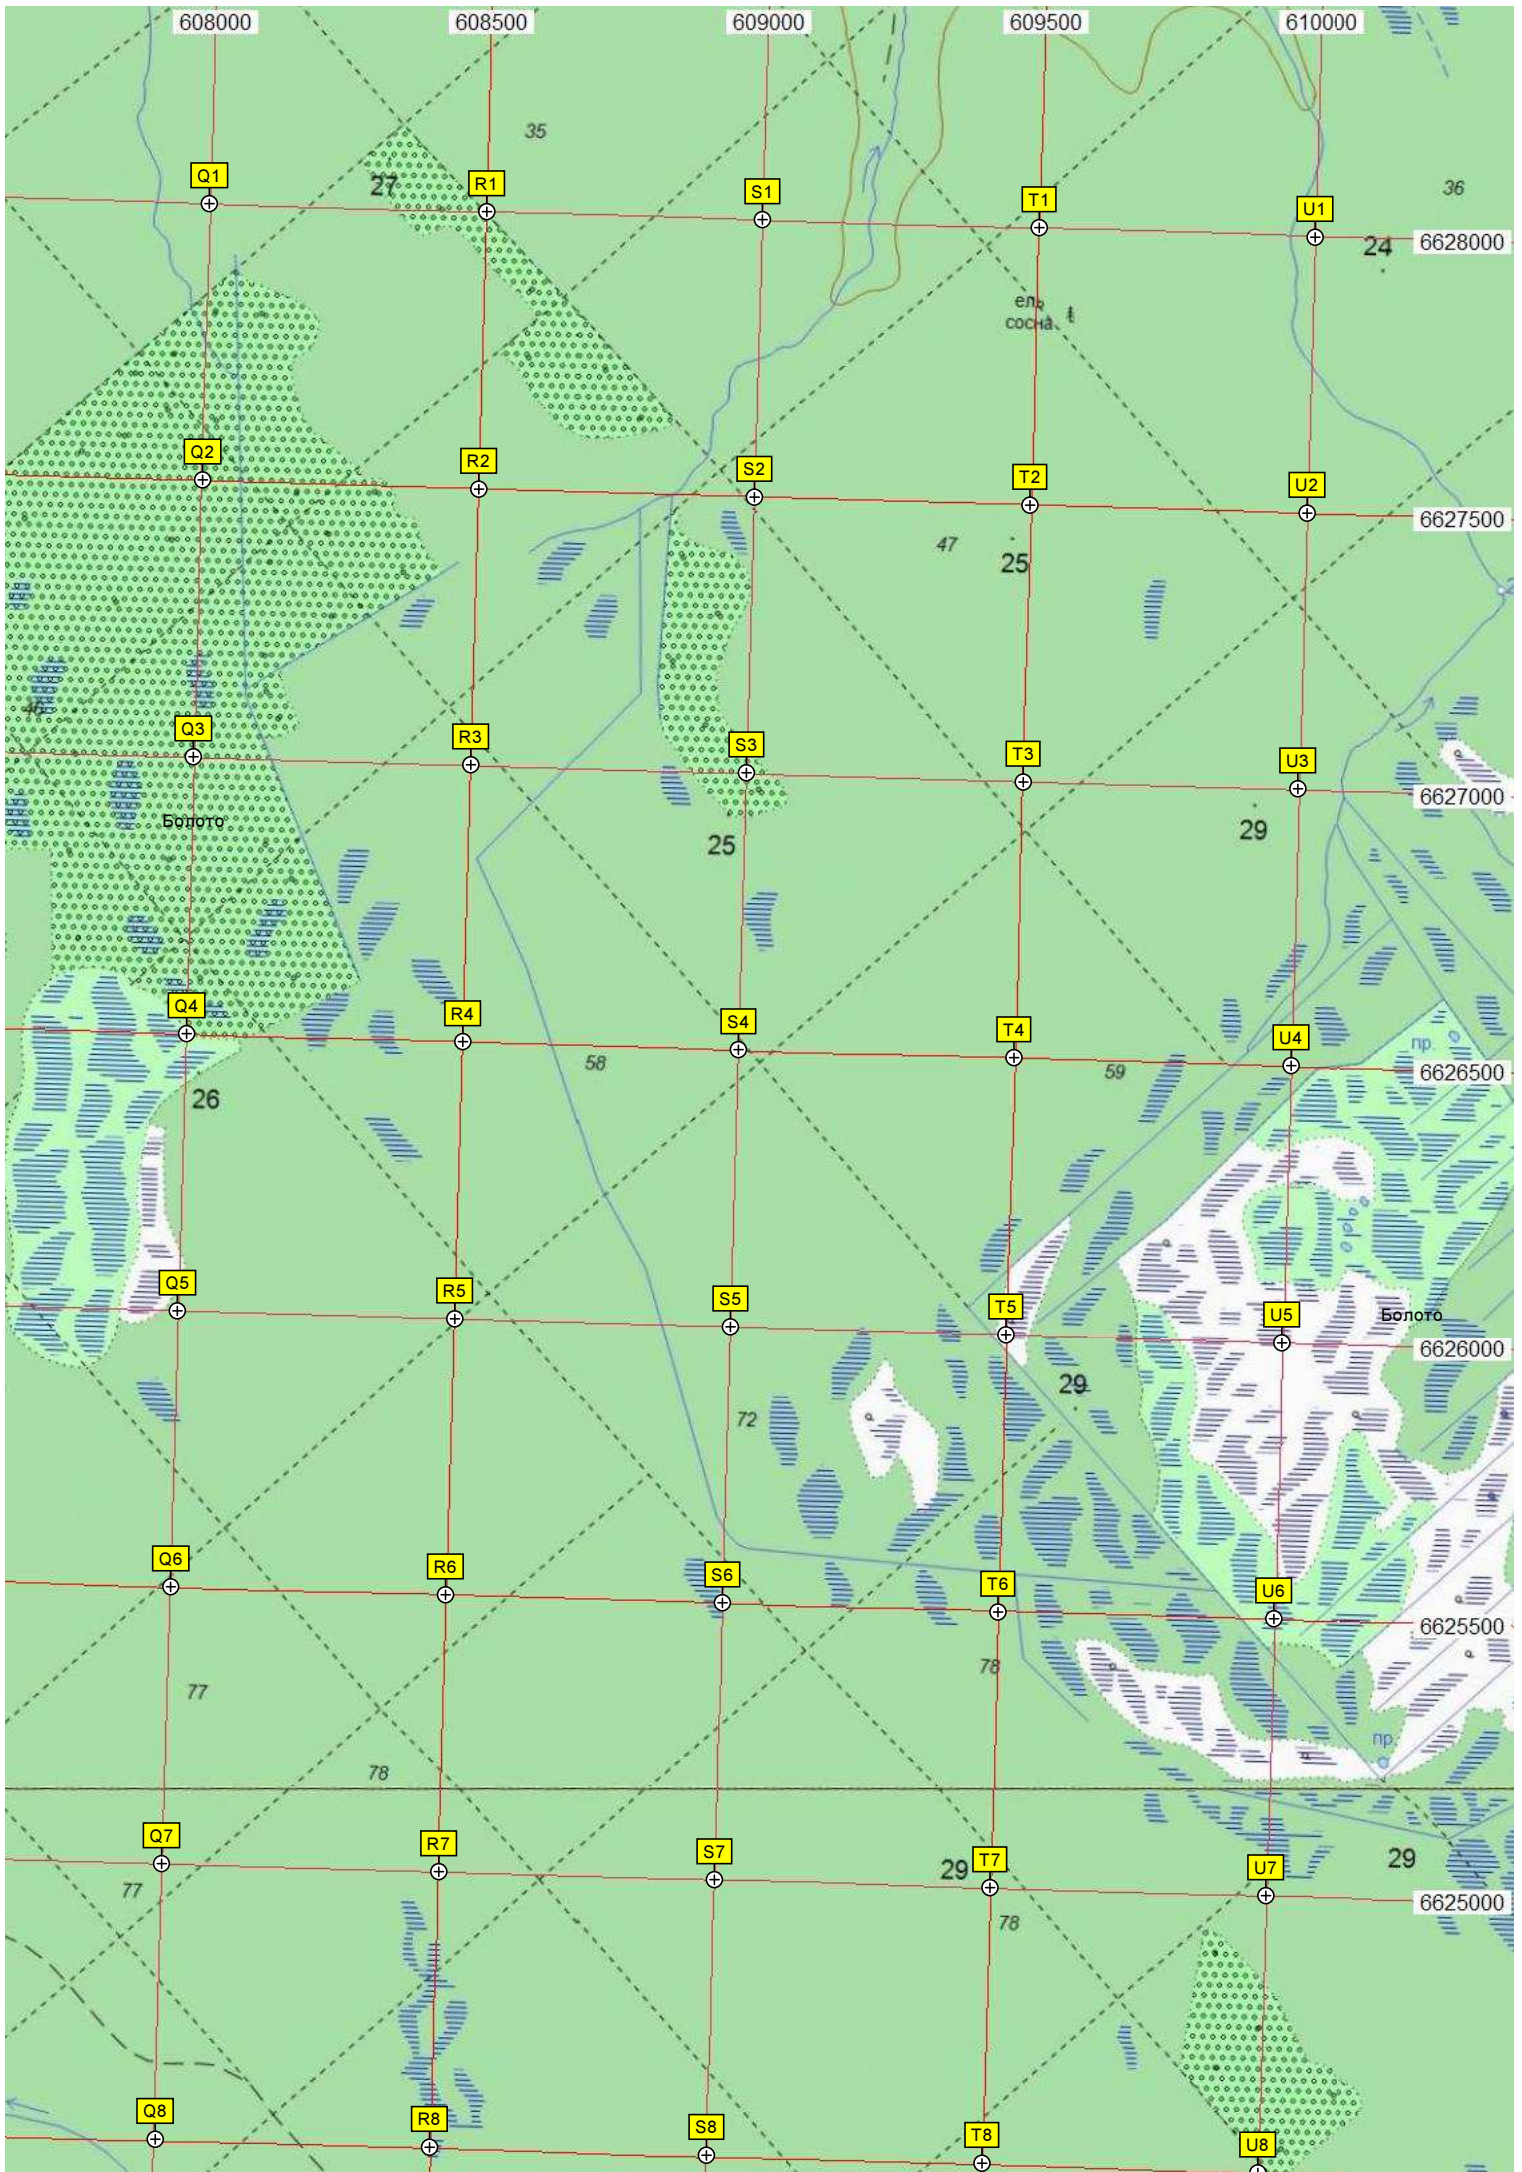 608000 608500 609000 609500 610000
35
36
27
Q1 R1 S1 T1 U1
24
6628000
ель
сосна
Q2 R2 S2 T2 U2
6627500
47
25
46
Q3 R3 S3 T3 U3
6627000
Болото
25
29
Q4 R4 S4 T4 U4
пр.
58
59
6626500
26
Q5 R5 S5 T5 U5
Болото
6626000
29
72
Q6 R6 S6 T6 U6
6625500
77
78
пр.
78
Q7 R7 S7 T7 U7
29
29
77
6625000
78
Q8 R8 S8 T8 U8